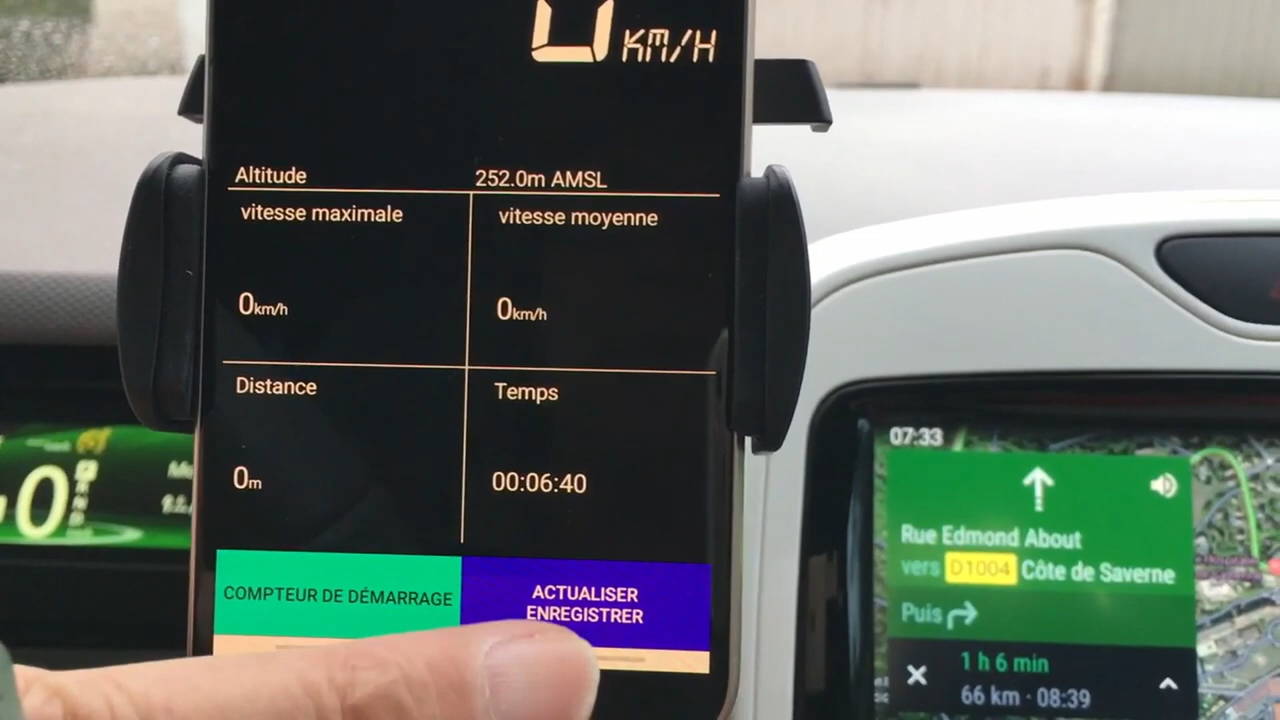 0 KM/H
Altitude 252.0m AMSL
vitesse maximale
vitesse moyenne
0km/h
0km/h
Distance
Temps
0m
00:06:40
COMPTEUR DE DÉMARRAGE
ACTUALISER
ENREGISTRER
0
07:33
Rue Edmond About
vers D1004 Côte de Saverne
Puis
1 h 6 min
66 km · 08:39